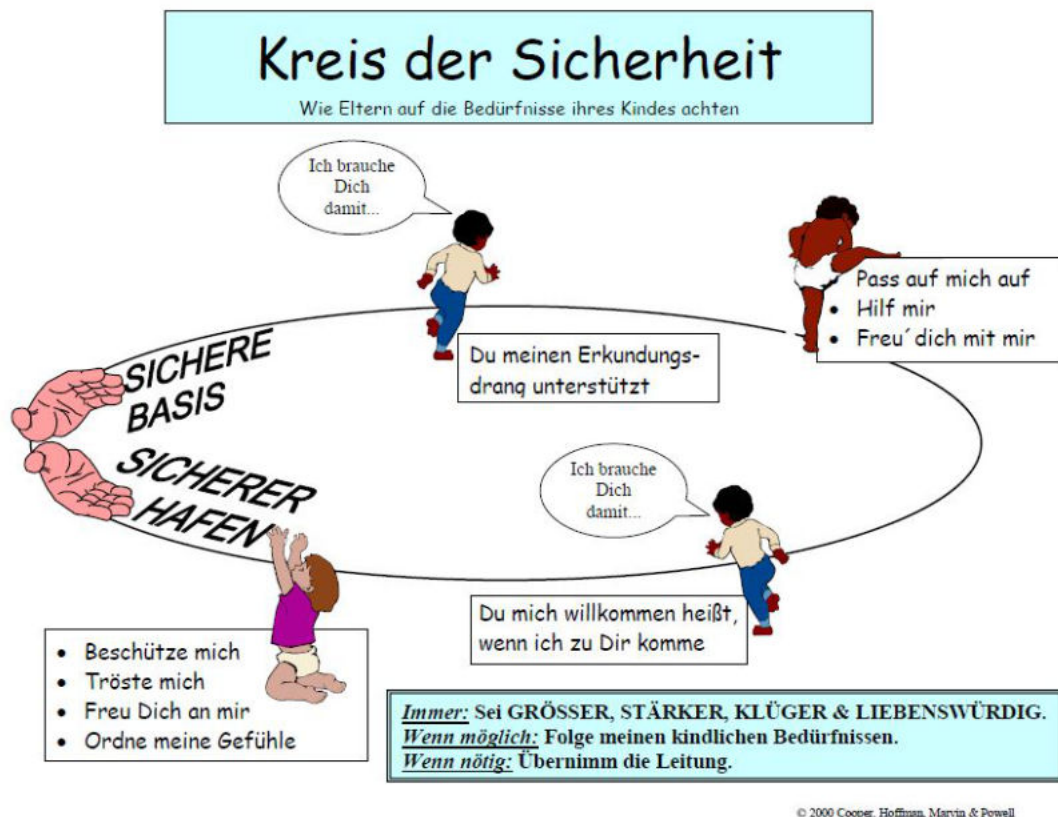 Kreis der Sicherheit
Wie Eltern auf die Bedürfnisse ihres Kindes achten
Ich brauche
Dich
damit...
Du meinen Erkundungs-
drang unterstützt
Pass auf mich auf
• Hilf mir
• Freu´ dich mit mir
SICHERE
BASIS
SICHERER
HAFEN
Ich brauche
Dich
damit...
Du mich willkommen heißt,
wenn ich zu Dir komme
• Beschütze mich
• Tröste mich
• Freu Dich an mir
• Ordne meine Gefühle
Immer: Sei GRÖSSER, STÄRKER, KLÜGER & LIEBENSWÜRDIG.
Wenn möglich: Folge meinen kindlichen Bedürfnissen.
Wenn nötig: Übernimm die Leitung.
© 2000 Cooper, Hoffman, Marvin & Powell